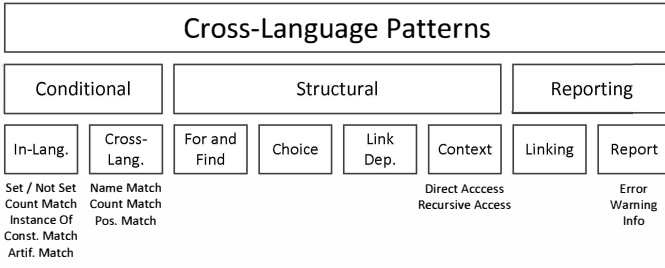 Cross-Language Patterns
Conditional
Structural
Reporting
In-Lang.
Cross-
Lang.
For and
Find
Choice
Link
Dep.
Context
Linking
Report
Set / Not Set
Count Match
Instance Of
Const. Match
Artif. Match
Name Match
Count Match
Pos. Match
Direct Acccess
Recursive Access
Error
Warning
Info